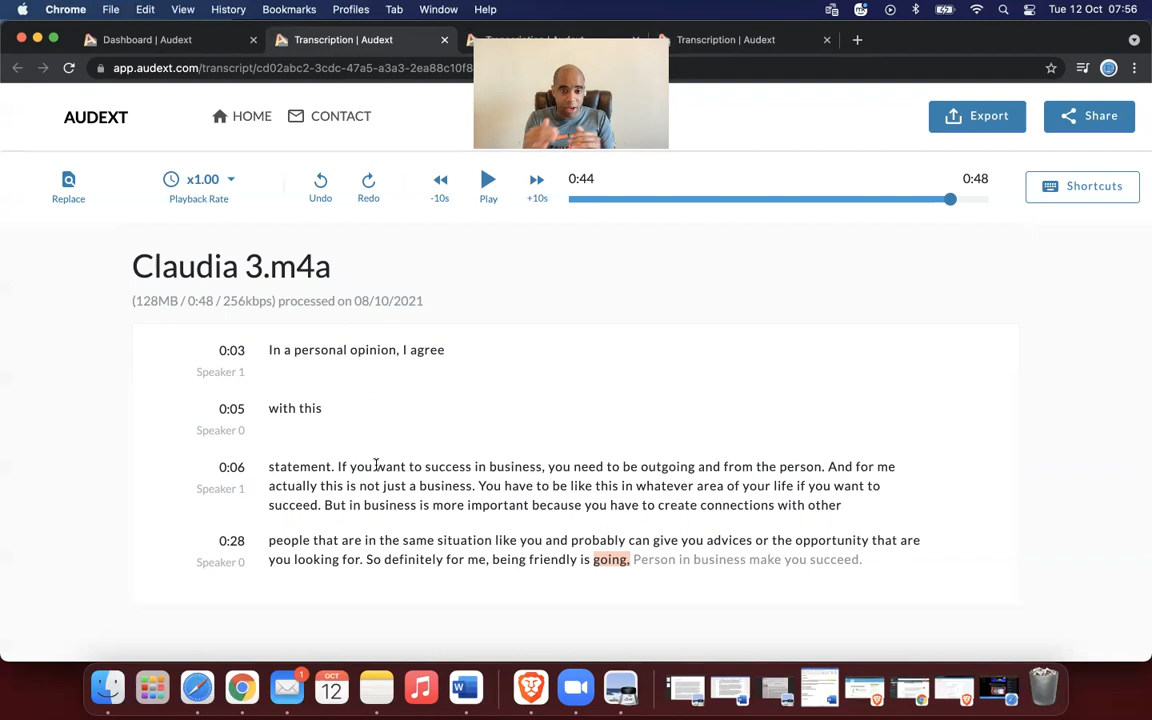 Chrome File Edit View History Bookmarks Profiles Tab Window Help Tue 12 Oct 07:56
Dashboard | Audext Transcription | Audext Transcription | Audext
app.audext.com/transcript/cd02abc2-3cdc-47a5-a3a3-2ea88c10f8
AUDEXT HOME CONTACT Export Share
x1.00 0:44 0:48 Shortcuts
Replace Playback Rate Undo Redo -10s Play +10s
Claudia 3.m4a
(128MB / 0:48 / 256kbps) processed on 08/10/2021
0:03 In a personal opinion, I agree
Speaker 1
0:05 with this
Speaker 0
0:06 statement. If you want to success in business, you need to be outgoing and from the person. And for me
Speaker 1 actually this is not just a business. You have to be like this in whatever area of your life if you want to
succeed. But in business is more important because you have to create connections with other
0:28 people that are in the same situation like you and probably can give you advices or the opportunity that are
Speaker 0 you looking for. So definitely for me, being friendly is going, Person in business make you succeed.
1
OCT
12